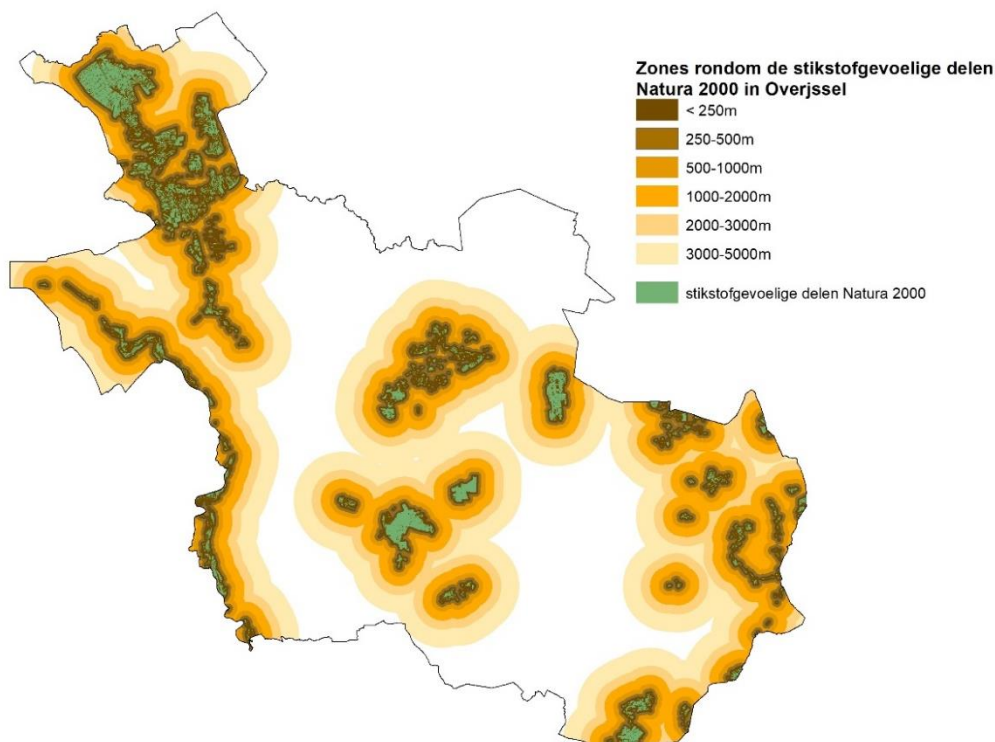 Zones rondom de stikstofgevoelige delen
Natura 2000 in Overjssel
< 250m
250-500m
500-1000m
1000-2000m
2000-3000m
3000-5000m
stikstofgevoelige delen Natura 2000